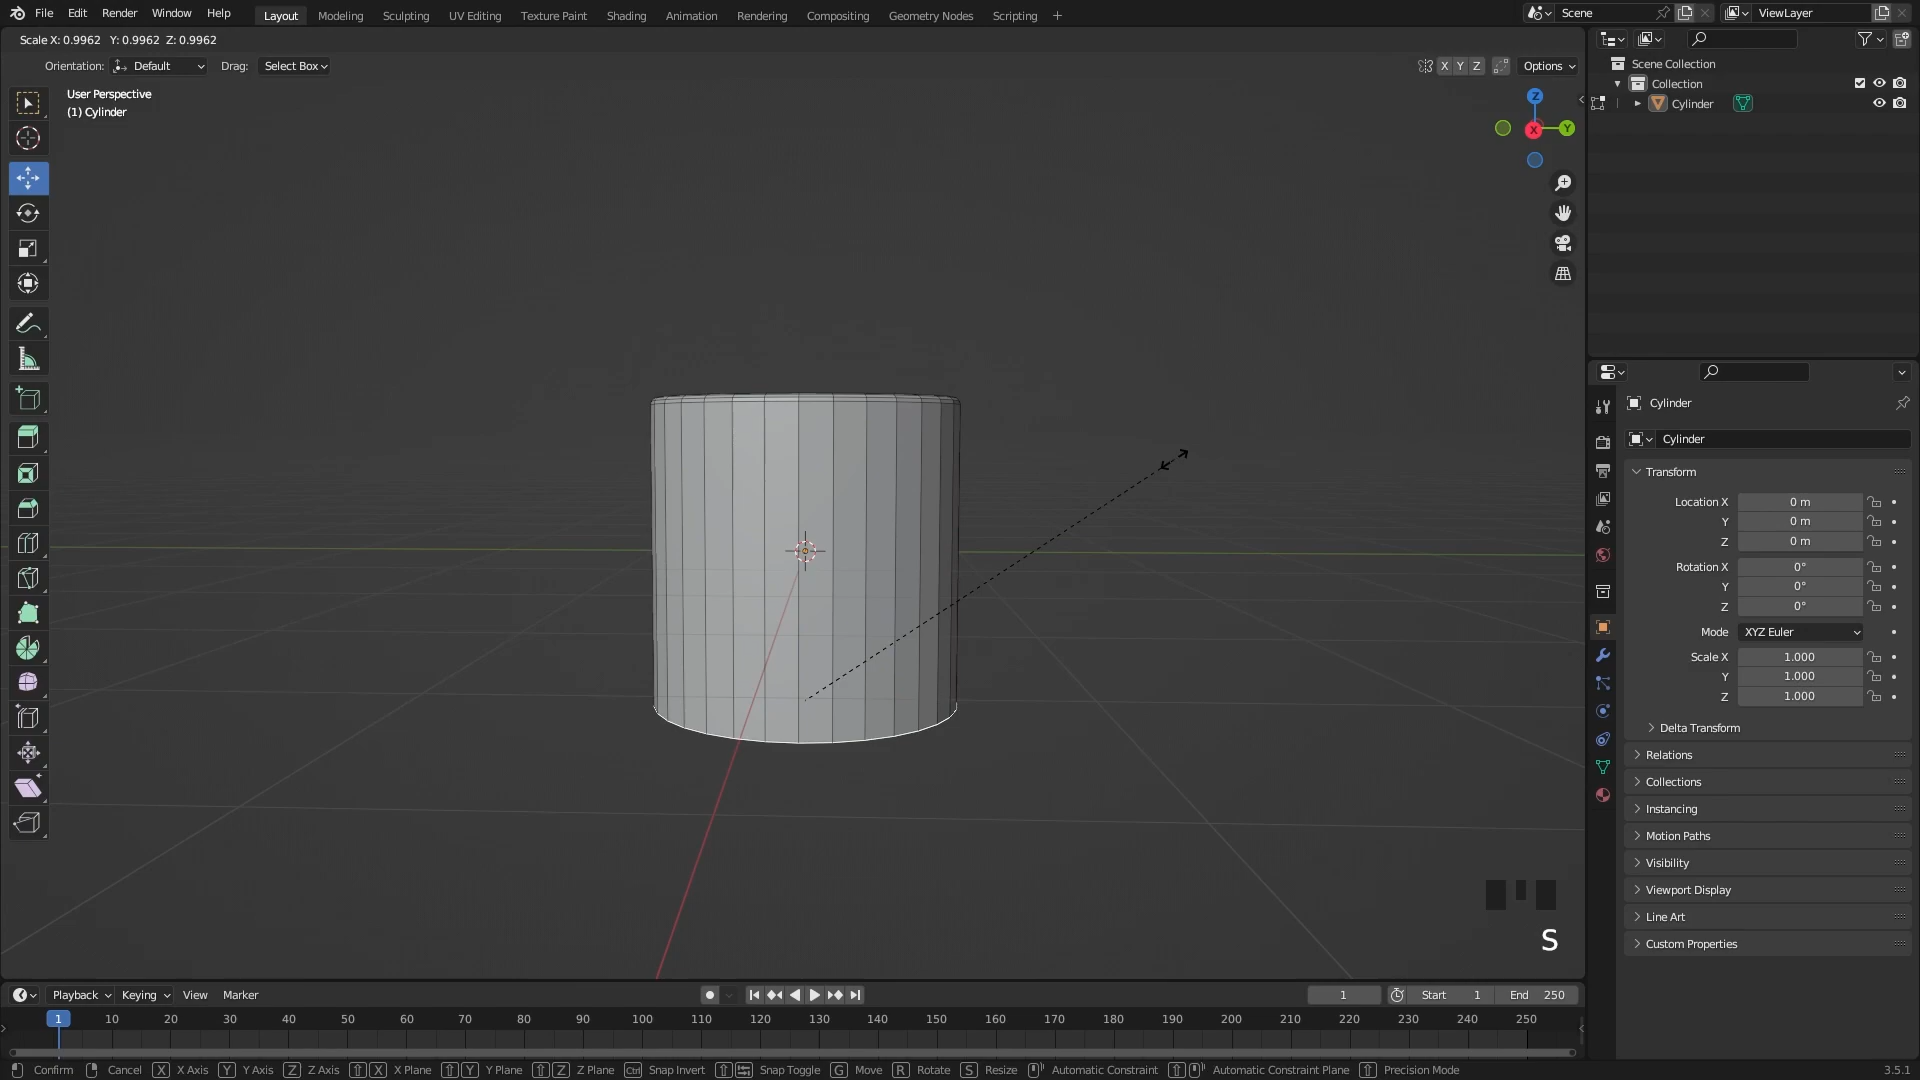 File Edit Render Window Help
Layout Modeling Sculpting UV Editing Texture Paint Shading Animation Rendering Compositing Geometry Nodes Scripting +
Scene
ViewLayer
Scale X: 0.9962 Y: 0.9962 Z: 0.9962
Orientation: Default Drag: Select Box
X Y Z Options
User Perspective
(1) Cylinder
Z
X
Y
Scene Collection
Collection
Cylinder
Cylinder
Cylinder
Transform
Location X 0 m
Y 0 m
Z 0 m
Rotation X 0°
Y 0°
Z 0°
Mode XYZ Euler
Scale X 1.000
Y 1.000
Z 1.000
Delta Transform
Relations
Collections
Instancing
Motion Paths
Visibility
Viewport Display
Line Art
Custom Properties
S
Playback Keying View Marker
1 Start 1 End 250
1 10 20 30 40 50 60 70 80 90 100 110 120 130 140 150 160 170 180 190 200 210 220 230 240 250
Confirm Cancel X X Axis Y Y Axis Z Z Axis X X Plane Y Y Plane Z Z Plane Ctrl Snap Invert Snap Toggle G Move R Rotate S Resize Automatic Constraint Automatic Constraint Plane Precision Mode
3.5.1